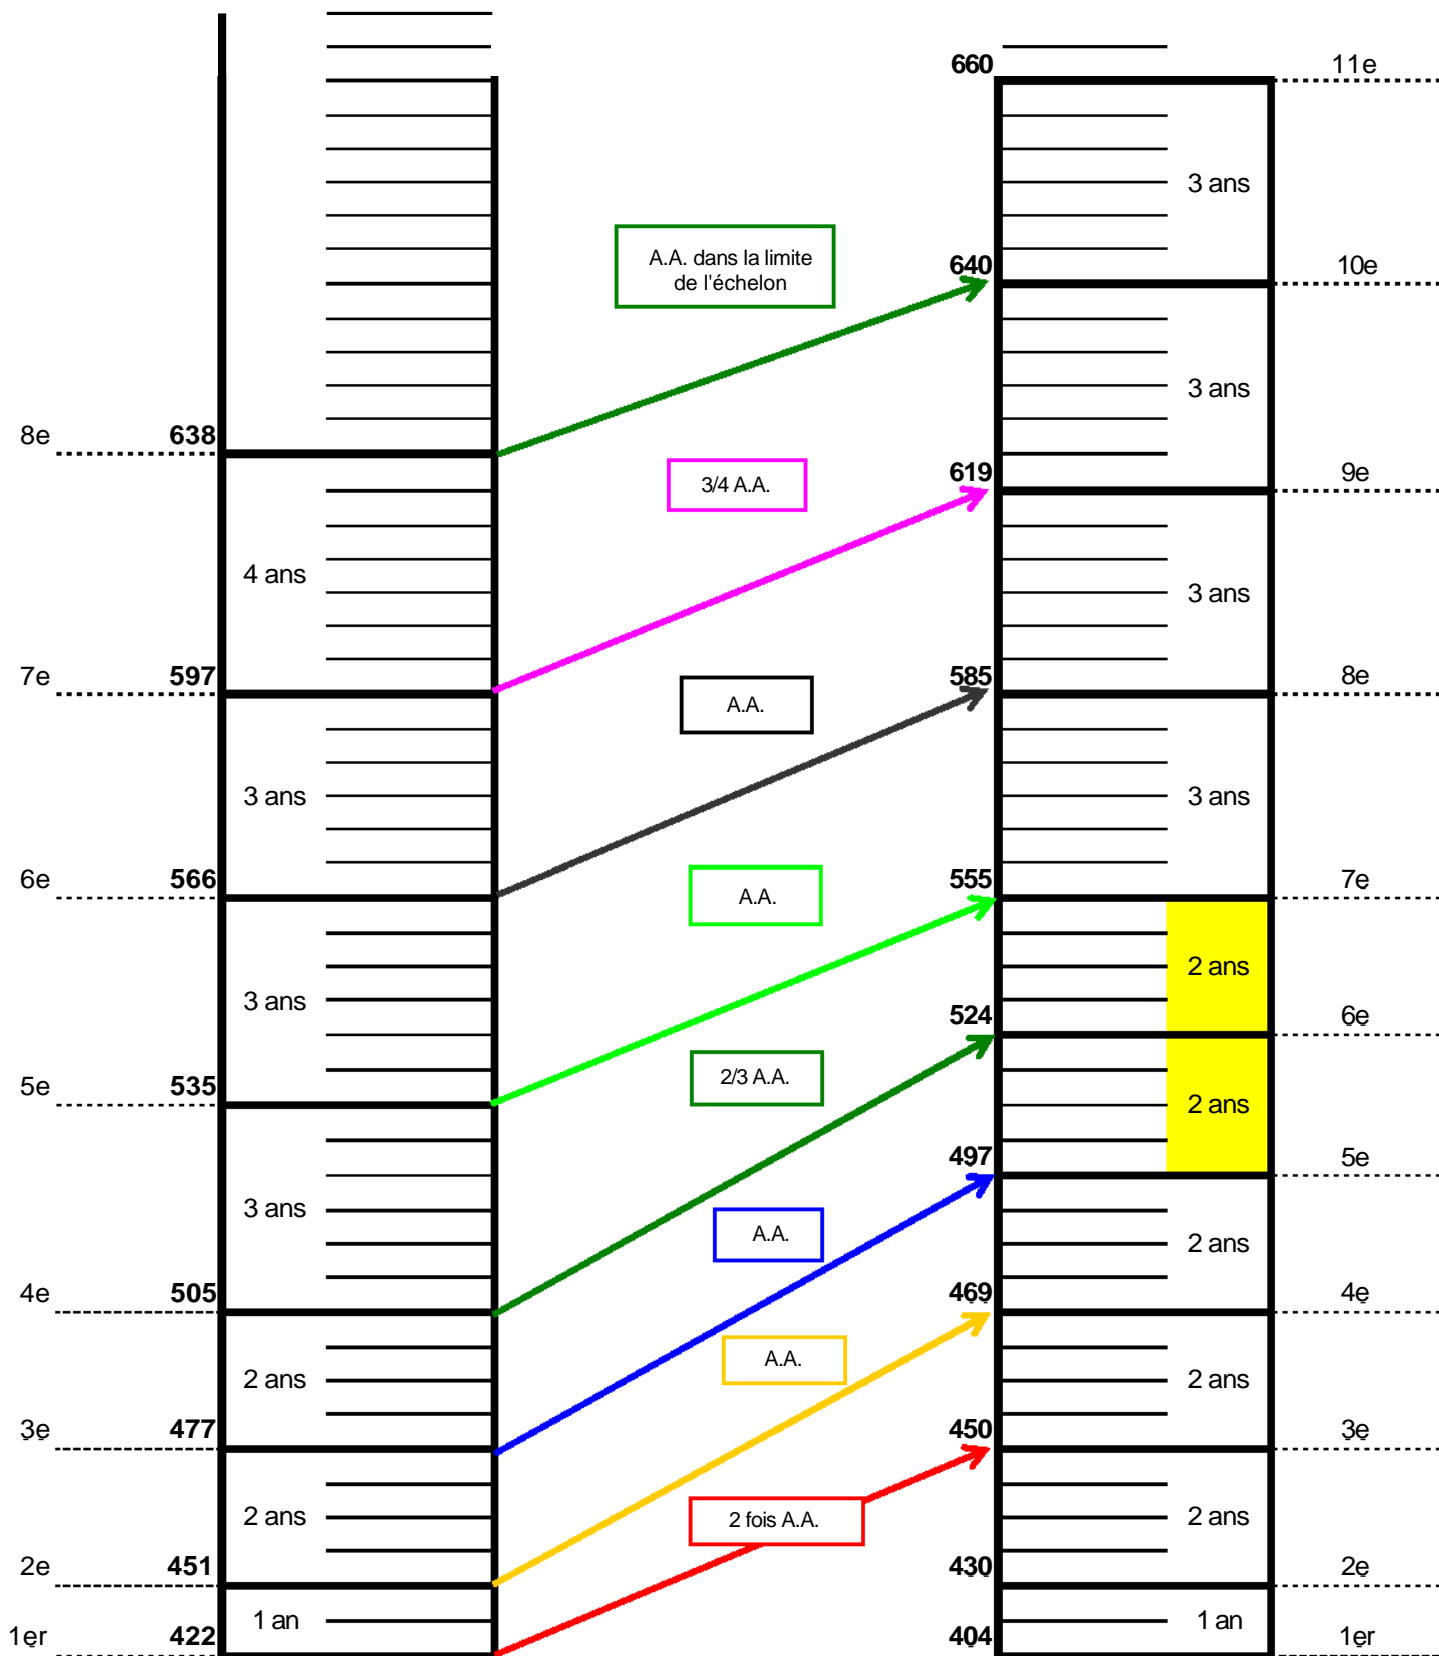 660 11e
3 ans
A.A. dans la limite
de l'échelon
640 10e
3 ans
8e 638
3/4 A.A.
619 9e
4 ans
3 ans
7e 597
585 8e
A.A.
3 ans
3 ans
6e 566
555 7e
A.A.
2 ans
3 ans
524 6e
2/3 A.A.
5e 535
2 ans
497 5e
3 ans
A.A.
2 ans
4e 505
469 4e
A.A.
2 ans
2 ans
3e 477
450 3e
2 ans
2 fois A.A.
2 ans
2e 451
430 2e
1 an
1 an
1er 422
404 1er